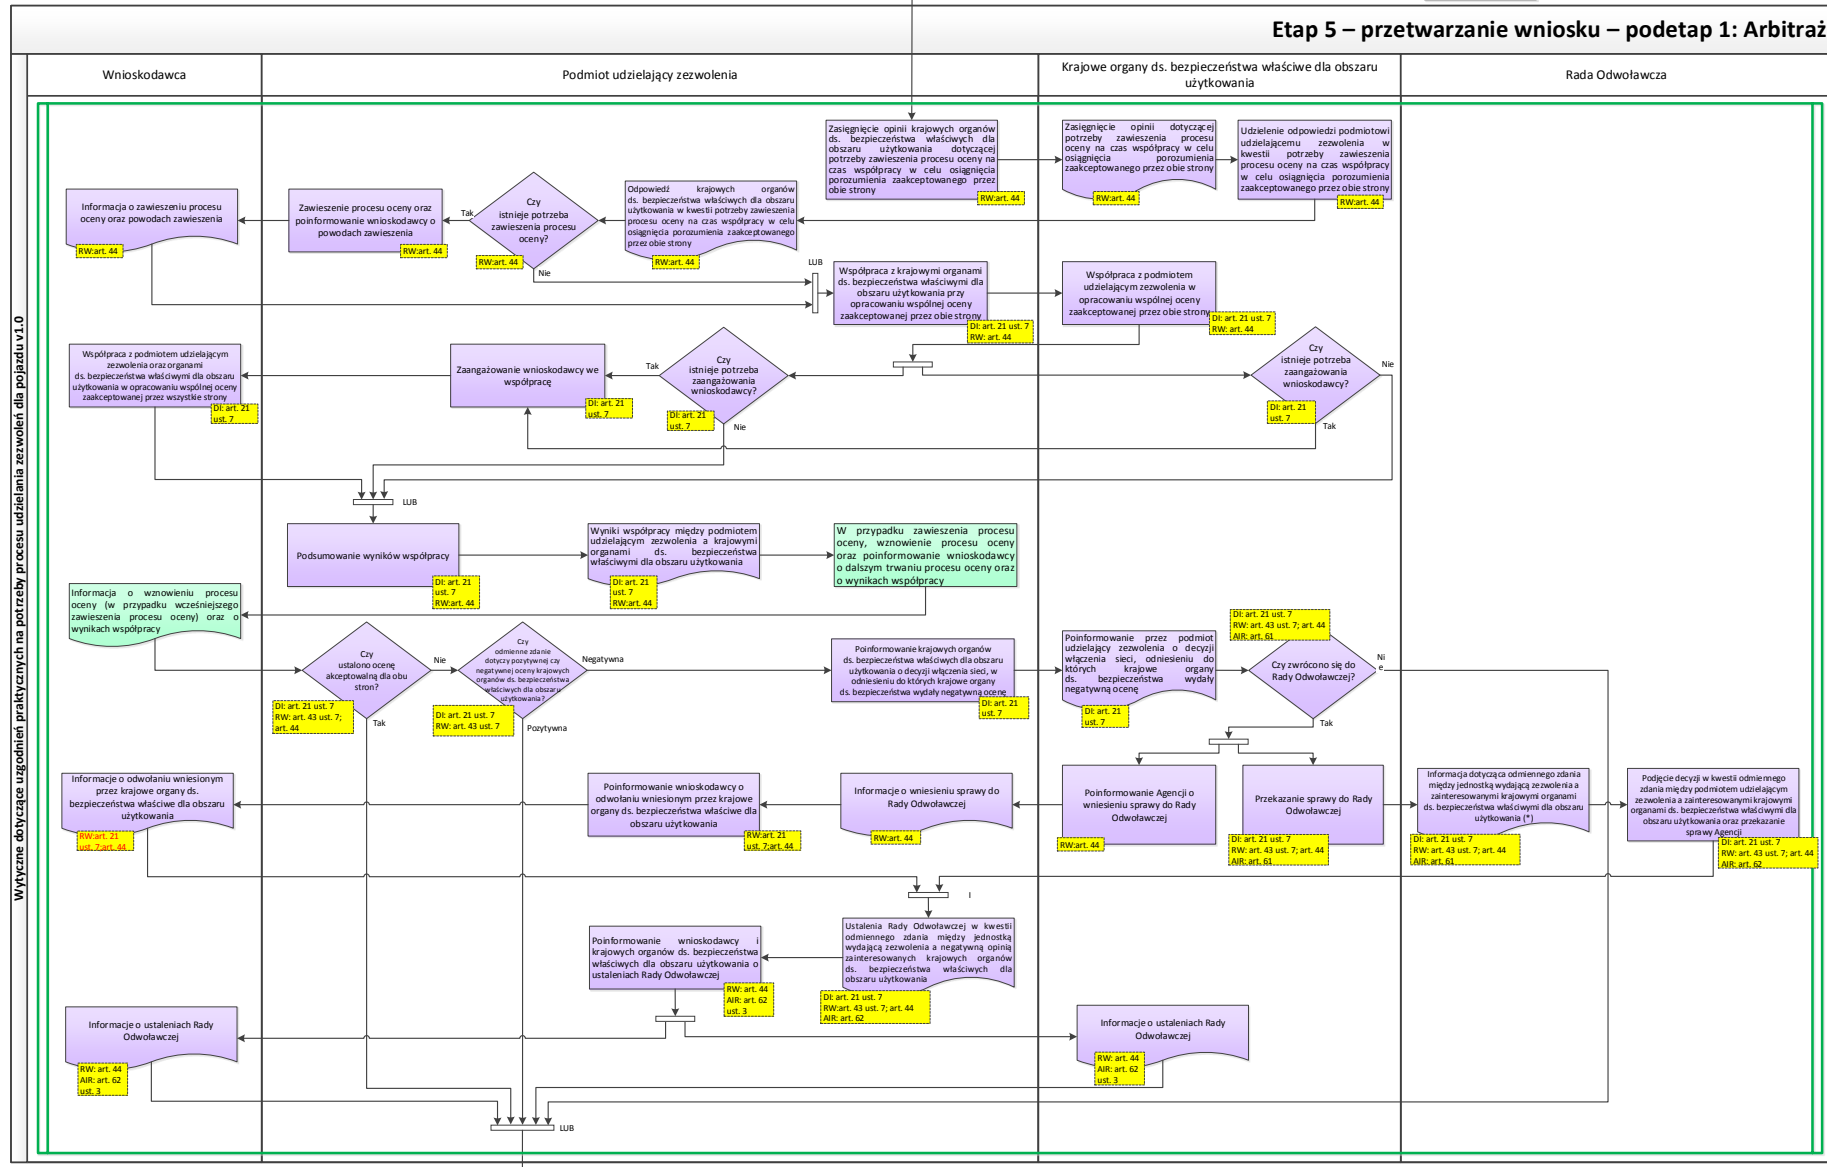 Etap 5 – przetwarzanie wniosku – podetap 1: Arbitraż
Wytyczne dotyczące uzgodnień praktycznych na potrzeby procesu udzielania zezwoleń dla pojazdu v1.0
Wnioskodawca
Podmiot udzielający zezwolenia
Krajowe organy ds. bezpieczeństwa właściwe dla obszaru
użytkowania
Rada Odwoławcza
Zasięgnięcie opinii krajowych organów
ds. bezpieczeństwa właściwych dla
obszaru użytkowania dotyczącej
potrzeby zawieszenia procesu oceny na
czas współpracy w celu osiągnięcia
porozumienia zaakceptowanego przez
obie strony
RW:art. 44
Zasięgnięcie opinii dotyczącej
potrzeby zawieszenia procesu
oceny na czas współpracy w celu
osiągnięcia porozumienia
zaakceptowanego przez obie strony
RW:art. 44
Udzielenie odpowiedzi podmiotowi
udzielającemu zezwolenia w
kwestii potrzeby zawieszenia
procesu oceny na czas współpracy
w celu osiągnięcia porozumienia
zaakceptowanego przez obie strony
RW:art. 44
Odpowiedź krajowych organów
ds. bezpieczeństwa właściwych dla obszaru
użytkowania w kwestii potrzeby zawieszenia
procesu oceny na czas współpracy w celu
osiągnięcia porozumienia zaakceptowanego
przez obie strony
RW:art. 44
Czy
istnieje potrzeba
zawieszenia procesu
oceny?
RW:art. 44
Tak
Nie
Zawieszenie procesu oceny oraz
poinformowanie wnioskodawcy o
powodach zawieszenia
RW:art. 44
Informacja o zawieszeniu procesu
oceny oraz powodach zawieszenia
RW:art. 44
LUB
Współpraca z krajowymi organami
ds. bezpieczeństwa właściwymi dla
obszaru użytkowania przy
opracowaniu wspólnej oceny
zaakceptowanej przez obie strony
DI: art. 21 ust. 7
RW: art. 44
Współpraca z podmiotem
udzielającym zezwolenia w
opracowaniu wspólnej oceny
zaakceptowanej przez obie strony
DI: art. 21 ust. 7
RW: art. 44
Współpraca z podmiotem udzielającym
zezwolenia oraz organami
ds. bezpieczeństwa właściwymi dla obszaru
użytkowania w opracowaniu wspólnej oceny
zaakceptowanej przez wszystkie strony
DI: art. 21
ust. 7
Zaangażowanie wnioskodawcy we
współpracę
DI: art. 21
ust. 7
Tak
Czy
istnieje potrzeba
zaangażowania
wnioskodawcy?
DI: art. 21
ust. 7
Nie
Czy
istnieje potrzeba
zaangażowania
wnioskodawcy?
DI: art. 21
ust. 7
Nie
Tak
LUB
Podsumowanie wyników współpracy
DI: art. 21
ust. 7
RW:art. 44
Wyniki współpracy między podmiotem
udzielającym zezwolenia a krajowymi
organami ds. bezpieczeństwa
właściwymi dla obszaru użytkowania
DI: art. 21
ust. 7
RW:art. 44
W przypadku zawieszenia procesu
oceny, wznowienie procesu oceny
oraz poinformowanie wnioskodawcy
o dalszym trwaniu procesu oceny oraz
o wynikach współpracy
Informacja o wznowieniu procesu
oceny (w przypadku wcześniejszego
zawieszenia procesu oceny) oraz o
wynikach współpracy
Czy
ustalono ocenę
akceptowalną dla obu
stron?
DI: art. 21 ust. 7
RW: art. 43 ust. 7;
art. 44
Nie
Tak
Czy
odmienne zdanie
dotyczy pozytywnej czy
negatywnej oceny krajowych
organów ds. bezpieczeństwa
właściwych dla obszaru
użytkowania?
DI: art. 21 ust. 7
RW: art. 43 ust. 7
Negatywna
Pozytywna
Poinformowanie krajowych organów
ds. bezpieczeństwa właściwych dla obszaru
użytkowania o decyzji włączenia sieci, w
odniesieniu do których krajowe organy
ds. bezpieczeństwa wydały negatywną ocenę
DI: art. 21
ust. 7
Poinformowanie przez podmiot
udzielający zezwolenia o decyzji
włączenia sieci, odniesieniu do
których krajowe organy
ds. bezpieczeństwa wydały
negatywną ocenę
DI: art. 21
ust. 7
DI: art. 21 ust. 7
RW: art. 43 ust. 7; art. 44
AIR: art. 61
Czy zwrócono się do
Rady Odwoławczej?
Ni
e
Tak
Informacje o odwołaniu wniesionym
przez krajowe organy ds.
bezpieczeństwa właściwe dla obszaru
użytkowania
RW:art. 21
ust. 7;art. 44
Poinformowanie wnioskodawcy o
odwołaniu wniesionym przez krajowe
organy ds. bezpieczeństwa właściwe dla
obszaru użytkowania
RW:art. 21
ust. 7;art. 44
Informacje o wniesieniu sprawy do
Rady Odwoławczej
RW:art. 44
Poinformowanie Agencji o
wniesieniu sprawy do Rady
Odwoławczej
RW:art. 44
Przekazanie sprawy do Rady
Odwoławczej
DI: art. 21 ust. 7
RW: art. 43 ust. 7; art. 44
AIR: art. 61
Informacja dotycząca odmiennego zdania
między jednostką wydającą zezwolenia a
zainteresowanymi krajowymi organami
ds. bezpieczeństwa właściwymi dla obszaru
użytkowania (*)
DI: art. 21 ust. 7
RW: art. 43 ust. 7; art. 44
AIR: art. 61
Podjęcie decyzji w kwestii odmiennego
zdania między podmiotem udzielającym
zezwolenia a zainteresowanymi krajowymi
organami ds. bezpieczeństwa właściwymi dla
obszaru użytkowania oraz przekazanie
sprawy Agencji
DI: art. 21 ust. 7
RW: art. 43 ust. 7; art. 44
AIR: art. 62
I
Ustalenia Rady Odwoławczej w kwestii
odmiennego zdania między jednostką
wydającą zezwolenia a negatywną opinią
zainteresowanych krajowych organów
ds. bezpieczeństwa właściwych dla
obszaru użytkowania
DI: art. 21 ust. 7
RW:art. 43 ust. 7; art. 44
AIR: art. 62
Poinformowanie wnioskodawcy i
krajowych organów ds. bezpieczeństwa
właściwych dla obszaru użytkowania o
ustaleniach Rady Odwoławczej
RW: art. 44
AIR: art. 62
ust. 3
Informacje o ustaleniach Rady
Odwoławczej
RW: art. 44
AIR: art. 62
ust. 3
Informacje o ustaleniach Rady
Odwoławczej
RW: art. 44
AIR: art. 62
ust. 3
LUB